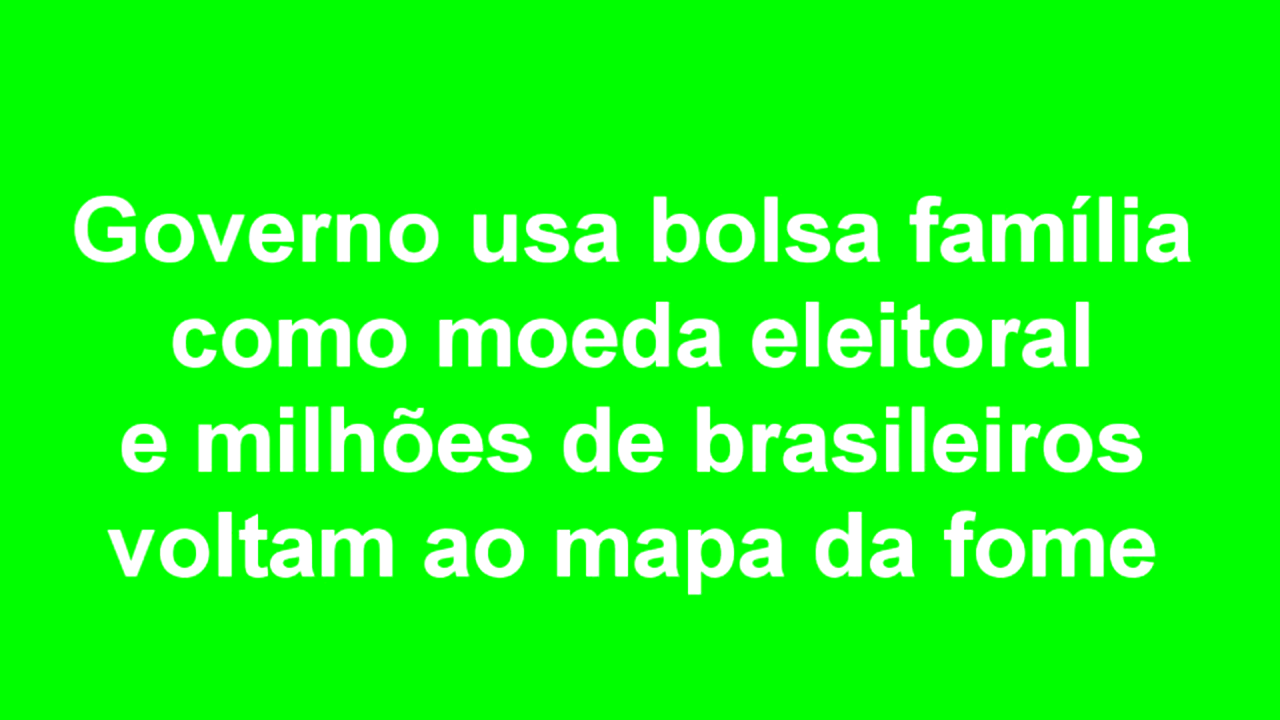 Governo usa bolsa família
como moeda eleitoral
e milhões de brasileiros
voltam ao mapa da fome